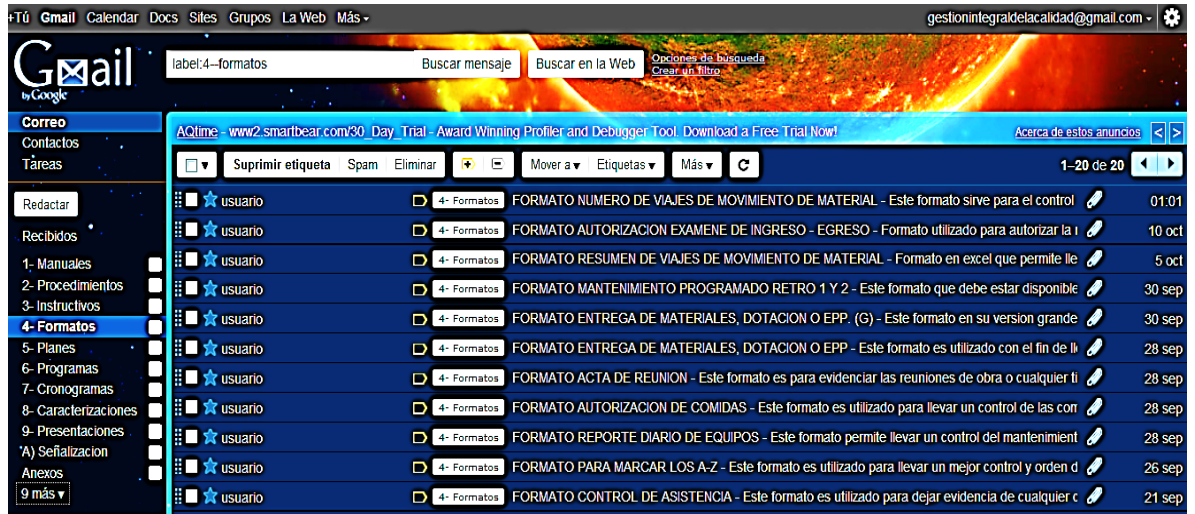 +Tú Gmail Calendar Docs Sites Grupos La Web Más
gestionintegraldelacalidad@gmail.com
Gmail
by Google
label:4--formatos Buscar mensaje Buscar en la Web
Opciones de búsqueda
Crear un filtro
Correo
Contactos
Tareas
Redactar
Recibidos
1- Manuales
2- Procedimientos
3- Instructivos
4- Formatos
5- Planes
6- Programas
7- Cronogramas
8- Caracterizaciones
9- Presentaciones
A) Señalizacion
Anexos
9 más
AQtime - www2.smartbear.com/30_Day_Trial - Award Winning Profiler and Debugger Tool. Download a Free Trial Now! Acerca de estos anuncios < >
Suprimir etiqueta Spam Eliminar Mover a Etiquetas Más 1–20 de 20
usuario 4- Formatos FORMATO NUMERO DE VIAJES DE MOVIMIENTO DE MATERIAL - Este formato sirve para el control 01:01
usuario 4- Formatos FORMATO AUTORIZACION EXAMENE DE INGRESO - EGRESO - Formato utilizado para autorizar la 10 oct
usuario 4- Formatos FORMATO RESUMEN DE VIAJES DE MOVIMIENTO DE MATERIAL - Formato en excel que permite lle 5 oct
usuario 4- Formatos FORMATO MANTENIMIENTO PROGRAMADO RETRO 1 Y 2 - Este formato que debe estar disponible 30 sep
usuario 4- Formatos FORMATO ENTREGA DE MATERIALES, DOTACION O EPP. (G) - Este formato en su version grande 30 sep
usuario 4- Formatos FORMATO ENTREGA DE MATERIALES, DOTACION O EPP - Este formato es utilizado con el fin de 28 sep
usuario 4- Formatos FORMATO ACTA DE REUNION - Este formato es para evidenciar las reuniones de obra o cualquier ti 28 sep
usuario 4- Formatos FORMATO AUTORIZACION DE COMIDAS - Este formato es utilizado para llevar un control de las com 28 sep
usuario 4- Formatos FORMATO REPORTE DIARIO DE EQUIPOS - Este formato permite llevar un control del mantenimient 28 sep
usuario 4- Formatos FORMATO PARA MARCAR LOS A-Z - Este formato es utilizado para llevar un mejor control y orden d 26 sep
usuario 4- Formatos FORMATO CONTROL DE ASISTENCIA - Este formato es utilizado para dejar evidencia de cualquier c 21 sep